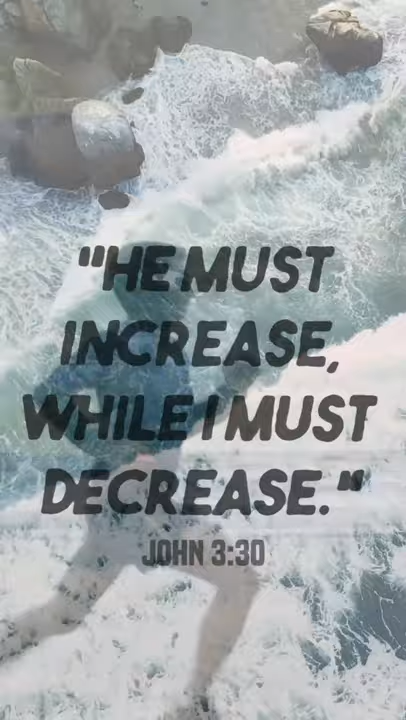 "HE MUST
INCREASE,
WHILE I MUST
DECREASE."
JOHN 3:30